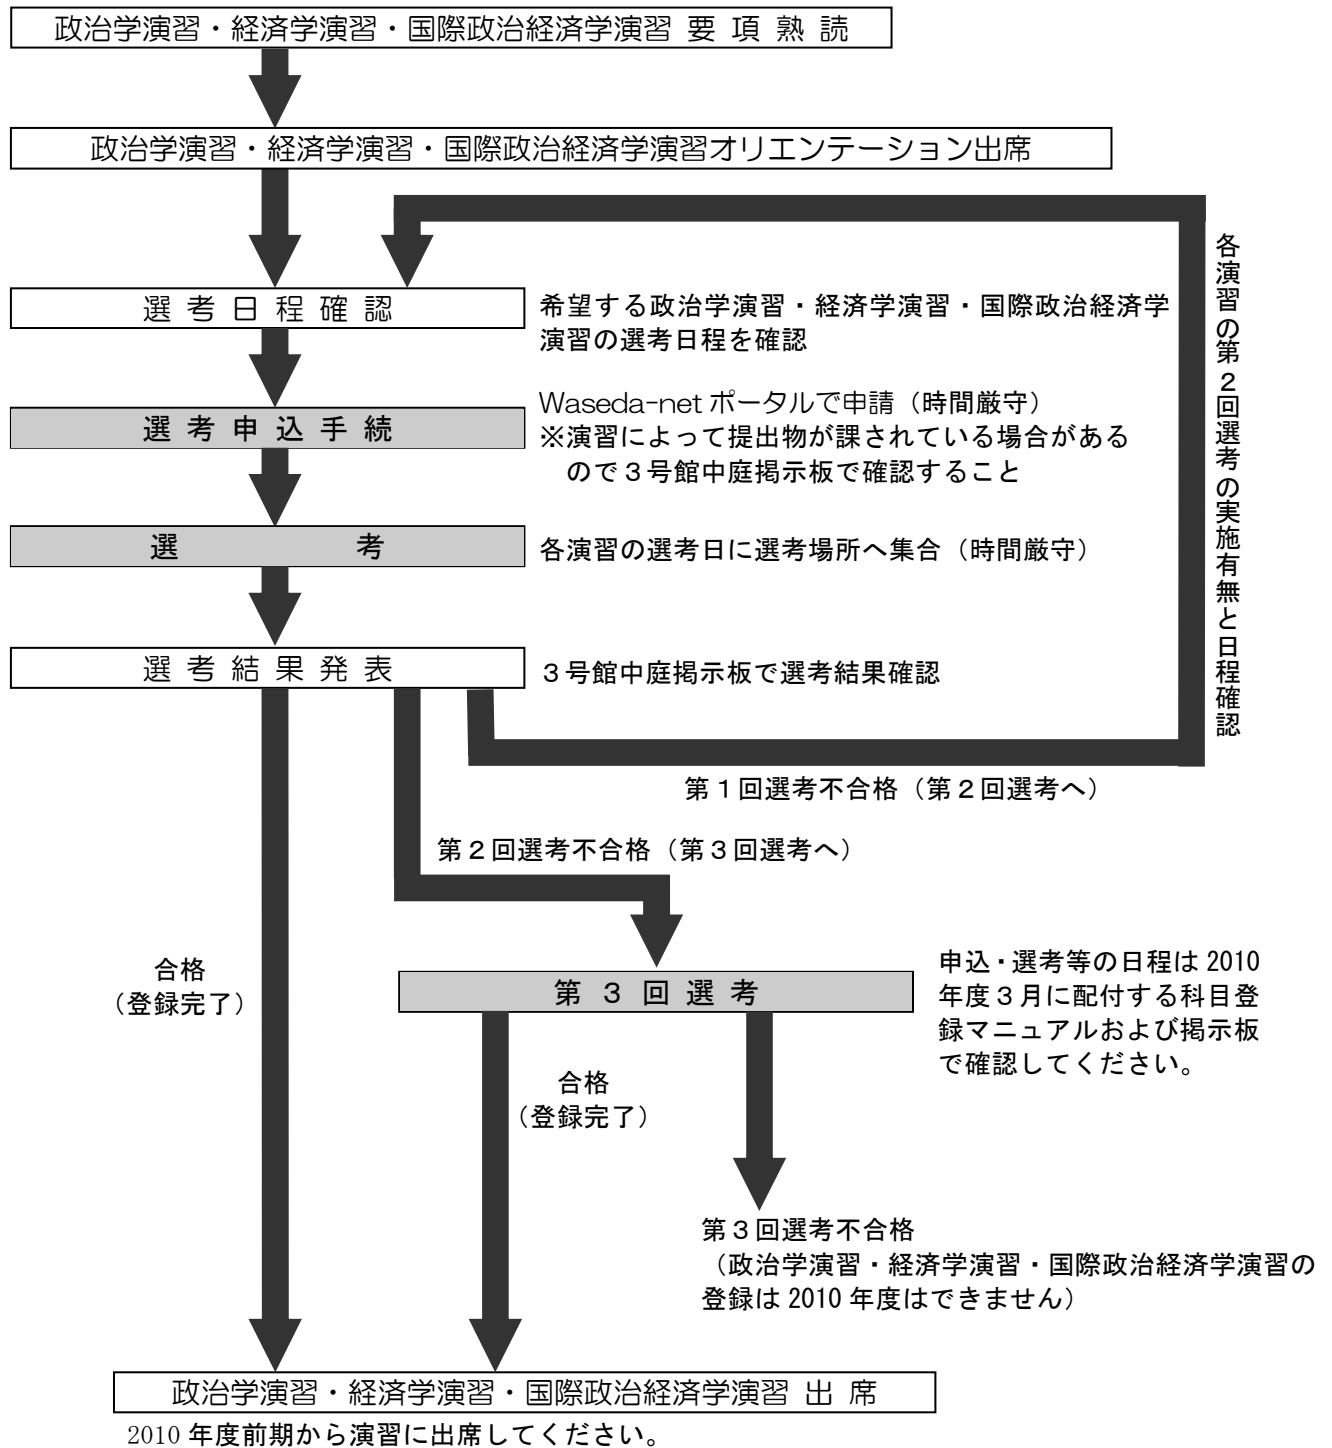 政治学演習・経済学演習・国際政治経済学演習 要 項 熟 読
政治学演習・経済学演習・国際政治経済学演習オリエンテーション出席
選 考 日 程 確 認
希望する政治学演習・経済学演習・国際政治経済学
演習の選考日程を確認
選 考 申 込 手 続
Waseda-net ポータルで申請（時間厳守）
※演習によって提出物が課されている場合がある
ので３号館中庭掲示板で確認すること
選 考
各演習の選考日に選考場所へ集合（時間厳守）
選 考 結 果 発 表
３号館中庭掲示板で選考結果確認
各演習の第２回選考の実施有無と日程確認
第１回選考不合格（第２回選考へ）
第２回選考不合格（第３回選考へ）
合格
（登録完了）
第 ３ 回 選 考
申込・選考等の日程は 2010
年度３月に配付する科目登
録マニュアルおよび掲示板
で確認してください。
合格
（登録完了）
第３回選考不合格
（政治学演習・経済学演習・国際政治経済学演習の
登録は 2010 年度はできません）
政治学演習・経済学演習・国際政治経済学演習 出 席
2010 年度前期から演習に出席してください。